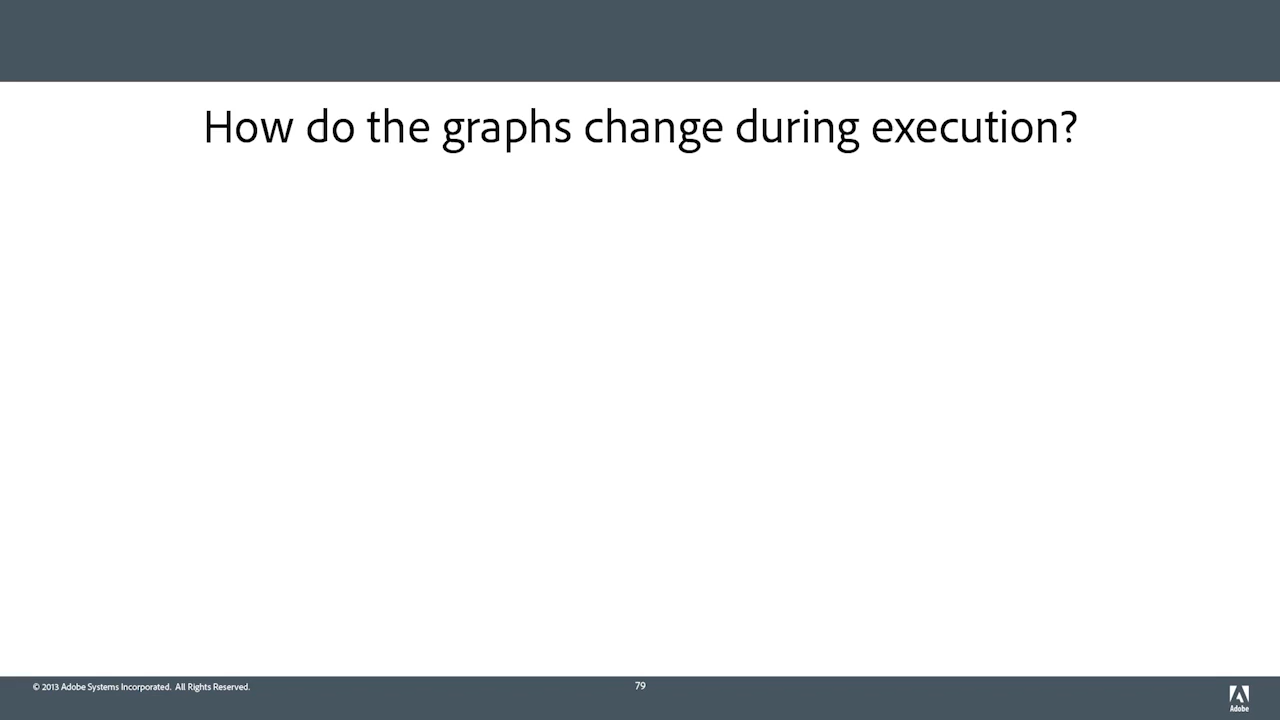 How do the graphs change during execution?
© 2013 Adobe Systems Incorporated. All Rights Reserved.
79
Adobe